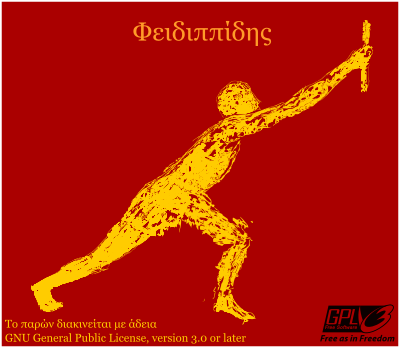 Φειδιππίδης
Το παρών διακινείται με άδεια
GNU General Public License, version 3.0 or later
GPLv3
Free Software
Free as in Freedom